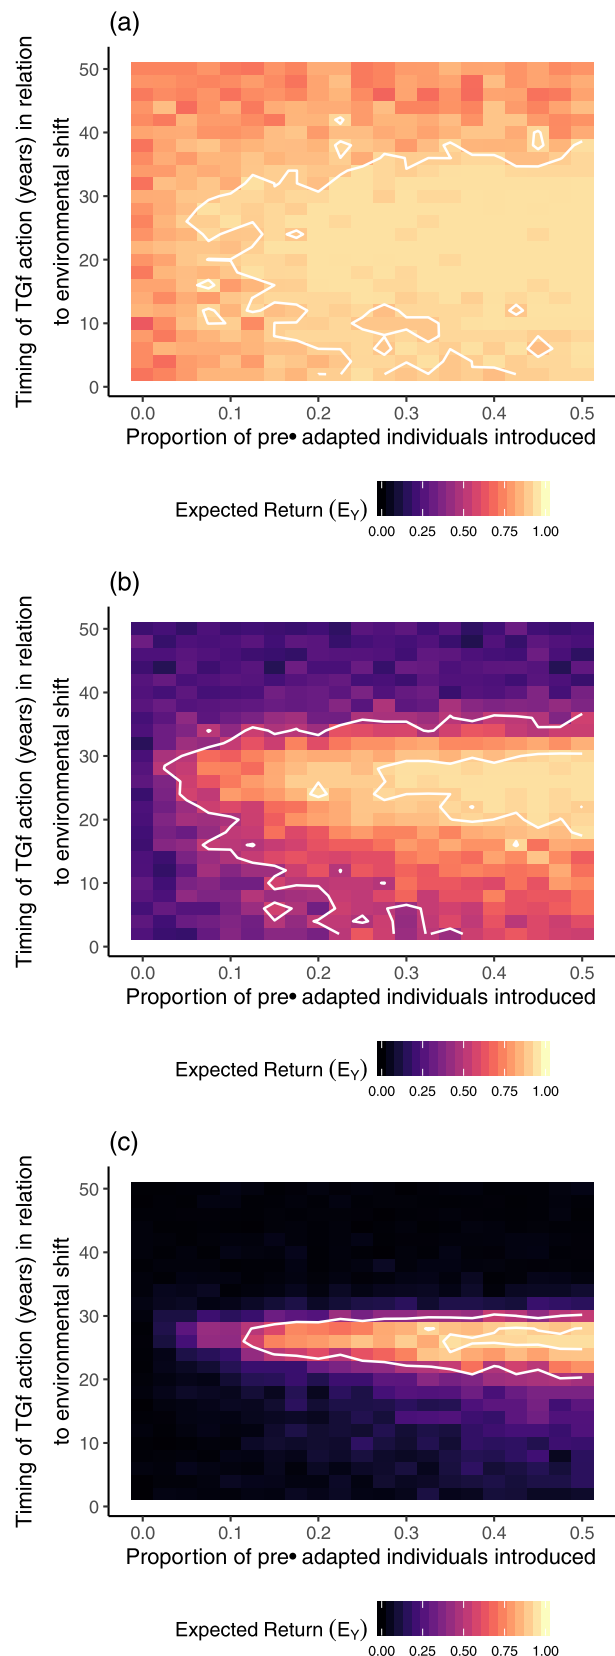 (a)
Timing of TGf action (years) in relation
to environmental shift
50
40
30
20
10
0
0.0 0.1 0.2 0.3 0.4 0.5
Proportion of pre• adapted individuals introduced
Expected Return (EY)
0.00 0.25 0.50 0.75 1.00
(b)
Timing of TGf action (years) in relation
to environmental shift
50
40
30
20
10
0
0.0 0.1 0.2 0.3 0.4 0.5
Proportion of pre• adapted individuals introduced
Expected Return (EY)
0.00 0.25 0.50 0.75 1.00
(c)
Timing of TGf action (years) in relation
to environmental shift
50
40
30
20
10
0
0.0 0.1 0.2 0.3 0.4 0.5
Proportion of pre• adapted individuals introduced
Expected Return (EY)
0.00 0.25 0.50 0.75 1.00